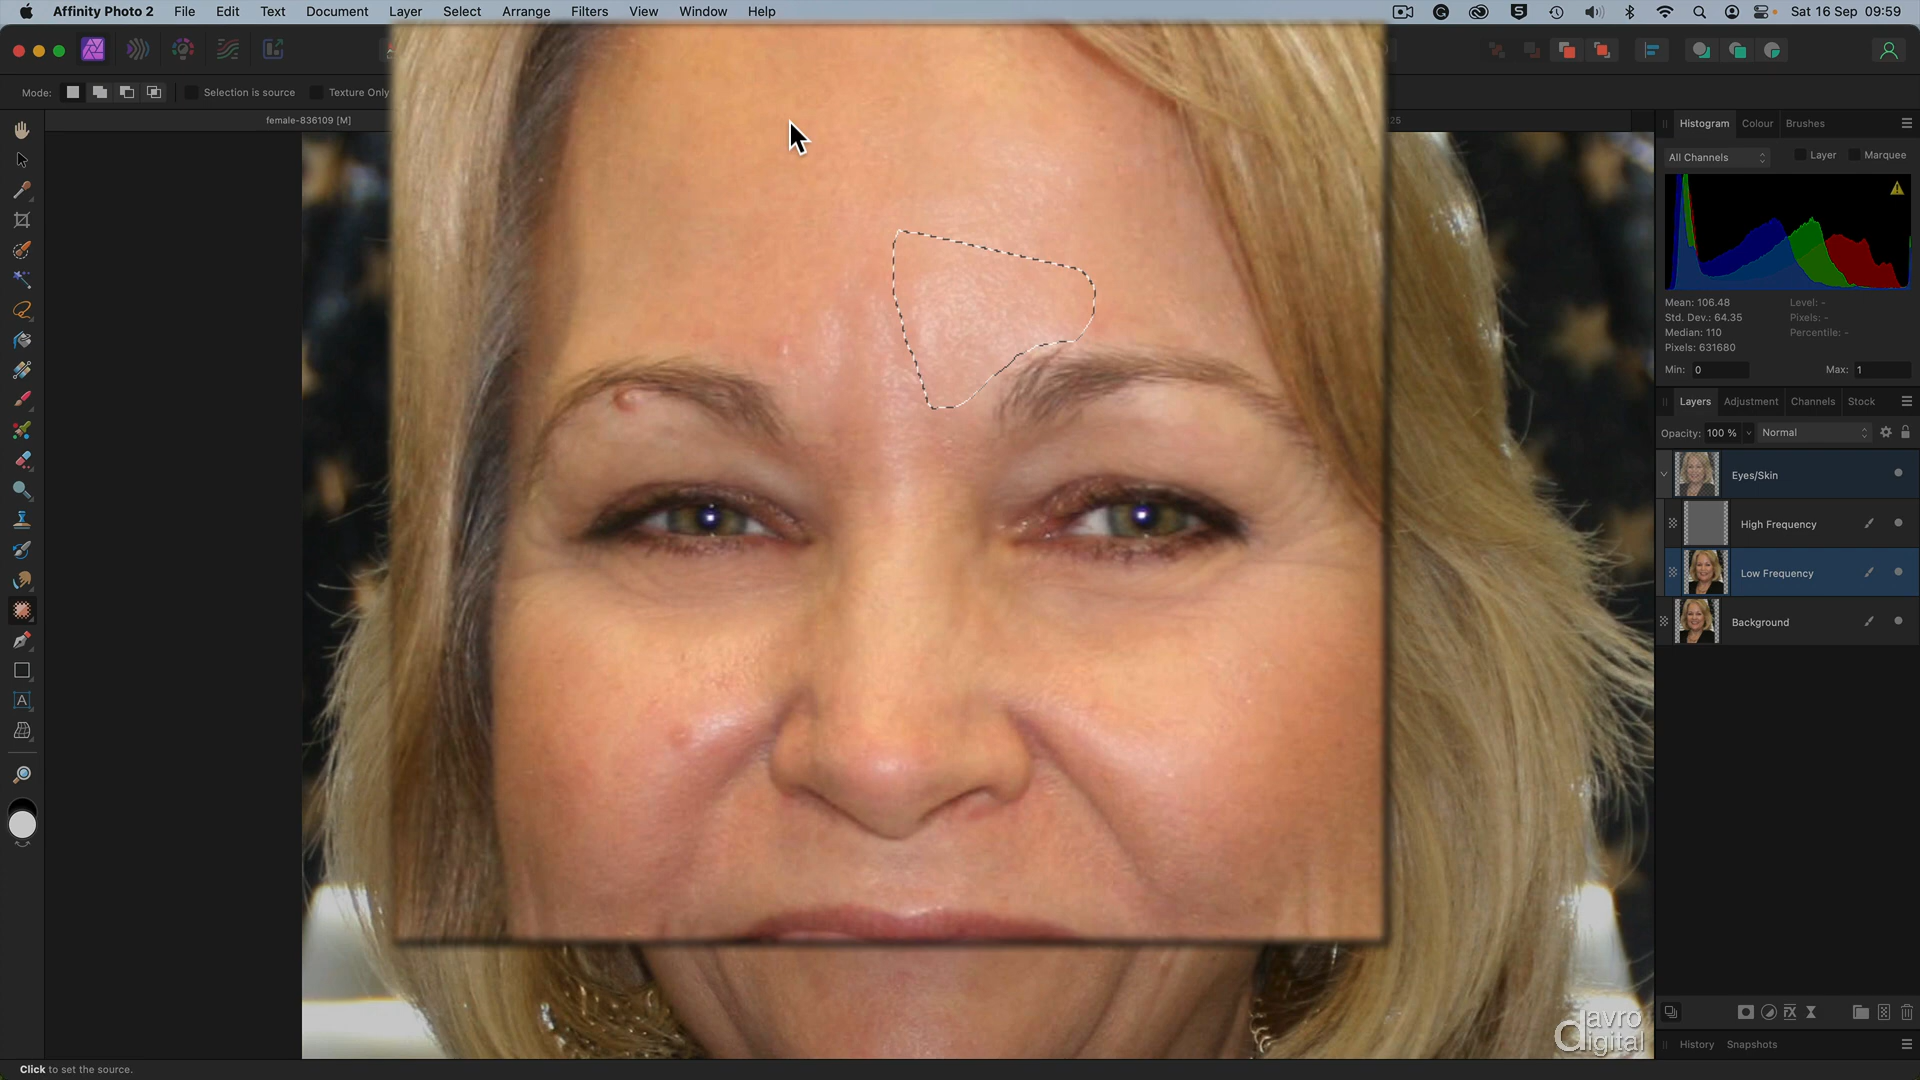 Affinity Photo 2 File Edit Text Document Layer Select Arrange Filters View Window Help Sat 16 Sep 09:59
Mode: Selection is source Texture Only
female-836109 [M]
Histogram Colour Brushes
All Channels Layer Marquee
Mean: 106.48 Level: -
Std. Dev.: 64.35 Pixels: -
Median: 110 Percentile: -
Pixels: 631680
Min: 0 Max: 1
Layers Adjustment Channels Stock
Opacity: 100 % Normal
Eyes/Skin
High Frequency
Low Frequency
Background
davro
digital
History Snapshots
Click to set the source.